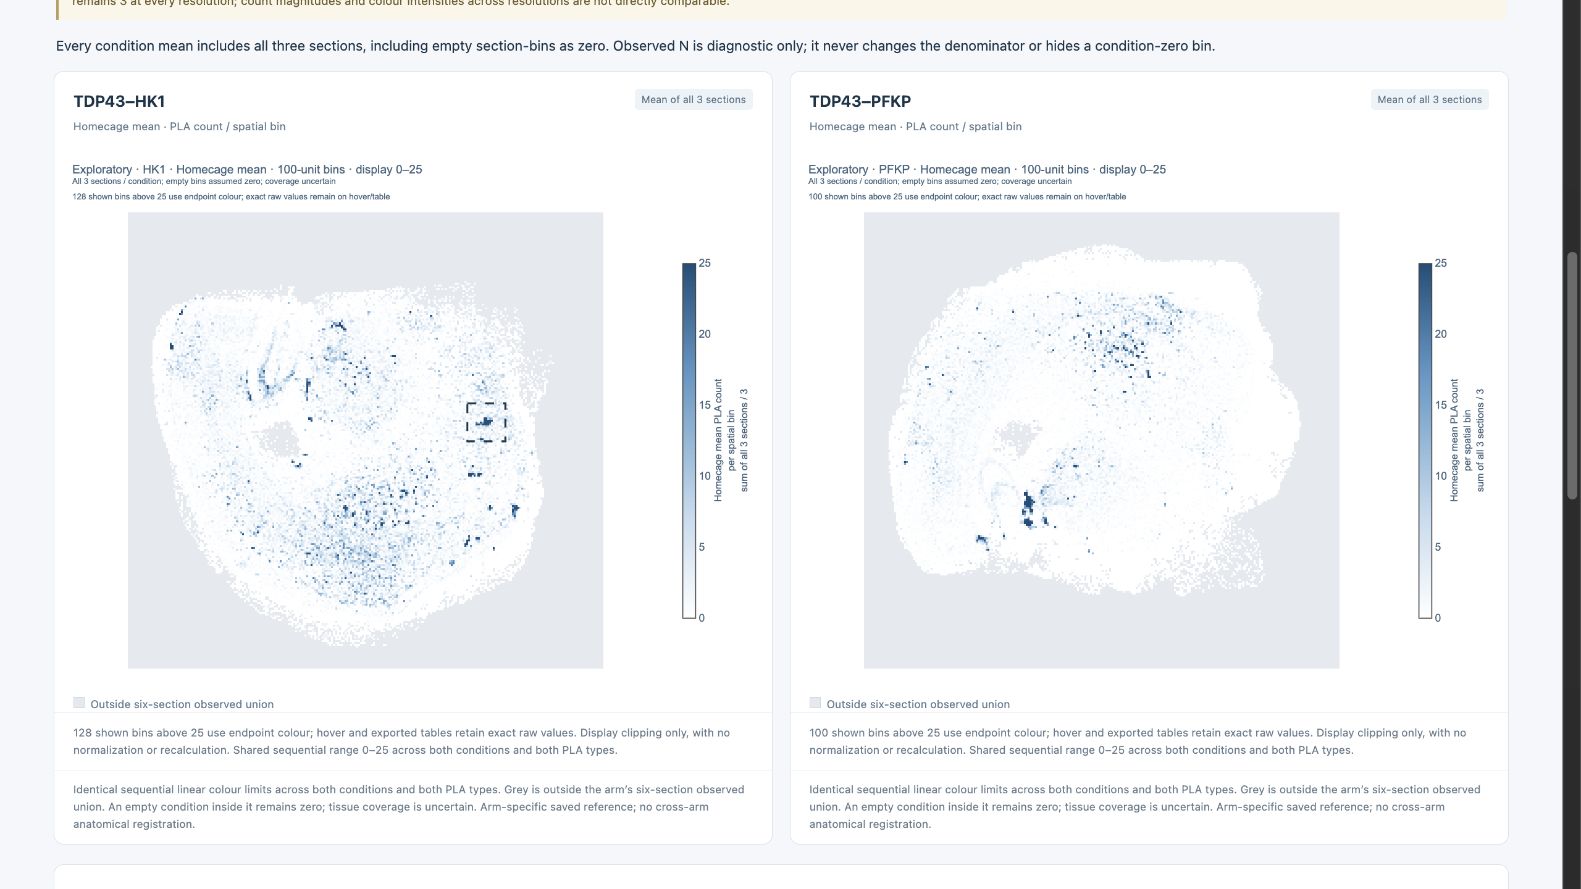 remains 3 at every resolution; count magnitudes and colour intensities across resolutions are not directly comparable.
Every condition mean includes all three sections, including empty section-bins as zero. Observed N is diagnostic only; it never changes the denominator or hides a condition-zero bin.
TDP43–HK1
Mean of all 3 sections
Homecage mean · PLA count / spatial bin
Exploratory · HK1 · Homecage mean · 100-unit bins · display 0–25
All 3 sections / condition; empty bins assumed zero; coverage uncertain
128 shown bins above 25 use endpoint colour; exact raw values remain on hover/table
25
20
15
10
5
0
Homecage mean PLA count
per spatial bin
sum of all 3 sections / 3
Outside six-section observed union
128 shown bins above 25 use endpoint colour; hover and exported tables retain exact raw values. Display clipping only, with no
normalization or recalculation. Shared sequential range 0–25 across both conditions and both PLA types.
Identical sequential linear colour limits across both conditions and both PLA types. Grey is outside the arm's six-section observed
union. An empty condition inside it remains zero; tissue coverage is uncertain. Arm-specific saved reference; no cross-arm
anatomical registration.
TDP43–PFKP
Mean of all 3 sections
Homecage mean · PLA count / spatial bin
Exploratory · PFKP · Homecage mean · 100-unit bins · display 0–25
All 3 sections / condition; empty bins assumed zero; coverage uncertain
100 shown bins above 25 use endpoint colour; exact raw values remain on hover/table
25
20
15
10
5
0
Homecage mean PLA count
per spatial bin
sum of all 3 sections / 3
Outside six-section observed union
100 shown bins above 25 use endpoint colour; hover and exported tables retain exact raw values. Display clipping only, with no
normalization or recalculation. Shared sequential range 0–25 across both conditions and both PLA types.
Identical sequential linear colour limits across both conditions and both PLA types. Grey is outside the arm's six-section observed
union. An empty condition inside it remains zero; tissue coverage is uncertain. Arm-specific saved reference; no cross-arm
anatomical registration.